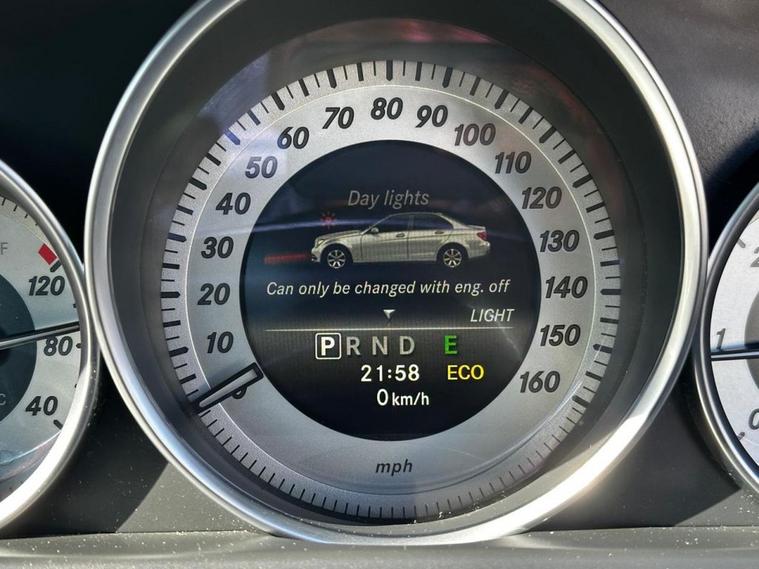 80
70 90
60 100
50 110
40 120
30 130
20 140
10 150
160
mph
Day lights
Can only be changed with eng. off
LIGHT
P R N D E
21:58 ECO
0 km/h
120
80
40
1